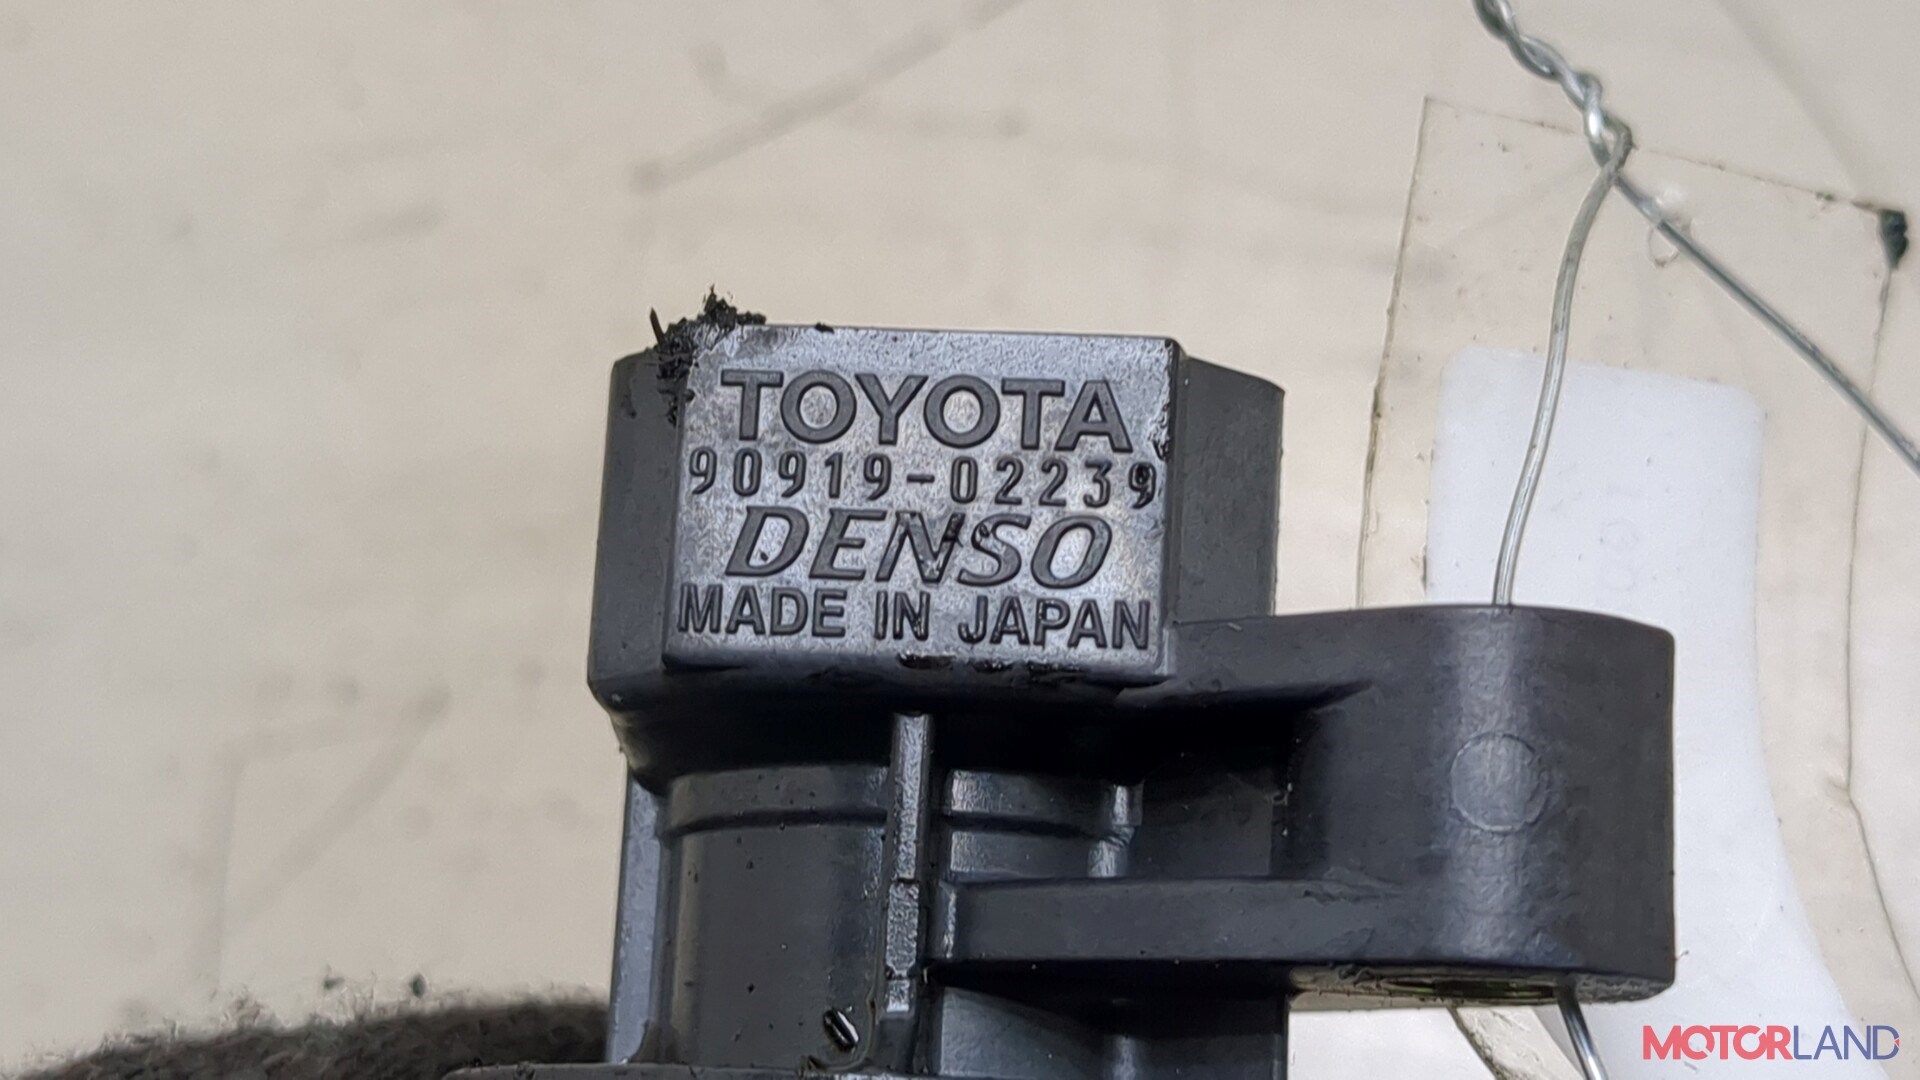 TOYOTA
90919-02239
DENSO
MADE IN JAPAN
MOTORLAND